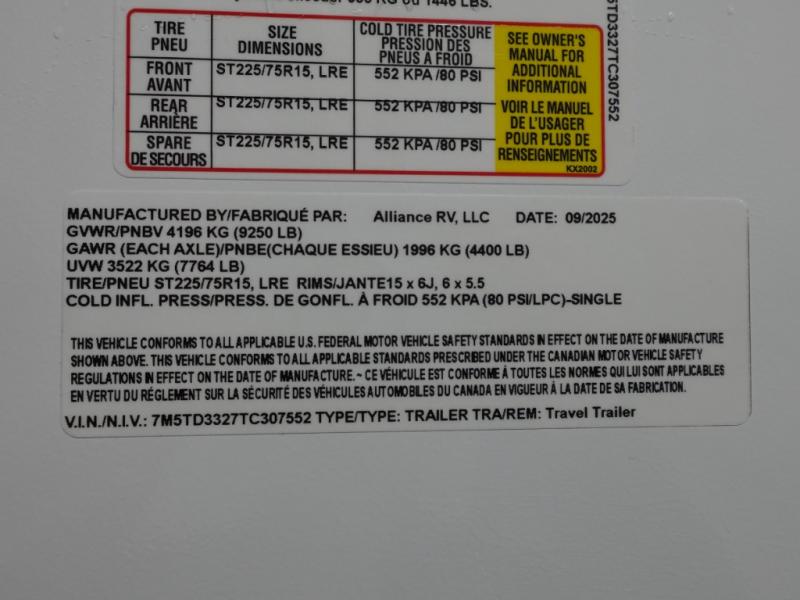 KG ou 1446 LBS.
TIRE PNEU SIZE DIMENSIONS COLD TIRE PRESSURE PRESSION DES PNEUS A FROID
FRONT AVANT ST225/75R15, LRE 552 KPA /80 PSI
REAR ARRIÈRE ST225/75R15, LRE 552 KPA /80 PSI
SPARE DE SECOURS ST225/75R15, LRE 552 KPA /80 PSI
SEE OWNER'S
MANUAL FOR
ADDITIONAL
INFORMATION
VOIR LE MANUEL
DE L'USAGER
POUR PLUS DE
RENSEIGNEMENTS
KX2002
5TD3327TC307552
MANUFACTURED BY/FABRIQUÉ PAR: Alliance RV, LLC DATE: 09/2025
GVWR/PNBV 4196 KG (9250 LB)
GAWR (EACH AXLE)/PNBE(CHAQUE ESSIEU) 1996 KG (4400 LB)
UVW 3522 KG (7764 LB)
TIRE/PNEU ST225/75R15, LRE RIMS/JANTE15 x 6J, 6 x 5.5
COLD INFL. PRESS/PRESS. DE GONFL. À FROID 552 KPA (80 PSI/LPC)-SINGLE
THIS VEHICLE CONFORMS TO ALL APPLICABLE U.S. FEDERAL MOTOR VEHICLE SAFETY STANDARDS IN EFFECT ON THE DATE OF MANUFACTURE
SHOWN ABOVE. THIS VEHICLE CONFORMS TO ALL APPLICABLE STANDARDS PRESCRIBED UNDER THE CANADIAN MOTOR VEHICLE SAFETY
REGULATIONS IN EFFECT ON THE DATE OF MANUFACTURE. ~ CE VÉHICULE EST CONFORME À TOUTES LES NORMES QUI LUI SONT APPLICABLES
EN VERTU DU RÉGLEMENT SUR LA SÉCURITÉ DES VÉHICULES AUTOMOBILES DU CANADA EN VIGUEUR À LA DATE DE SA FABRICATION.
V.I.N./N.I.V.: 7M5TD3327TC307552 TYPE/TYPE: TRAILER TRA/REM: Travel Trailer